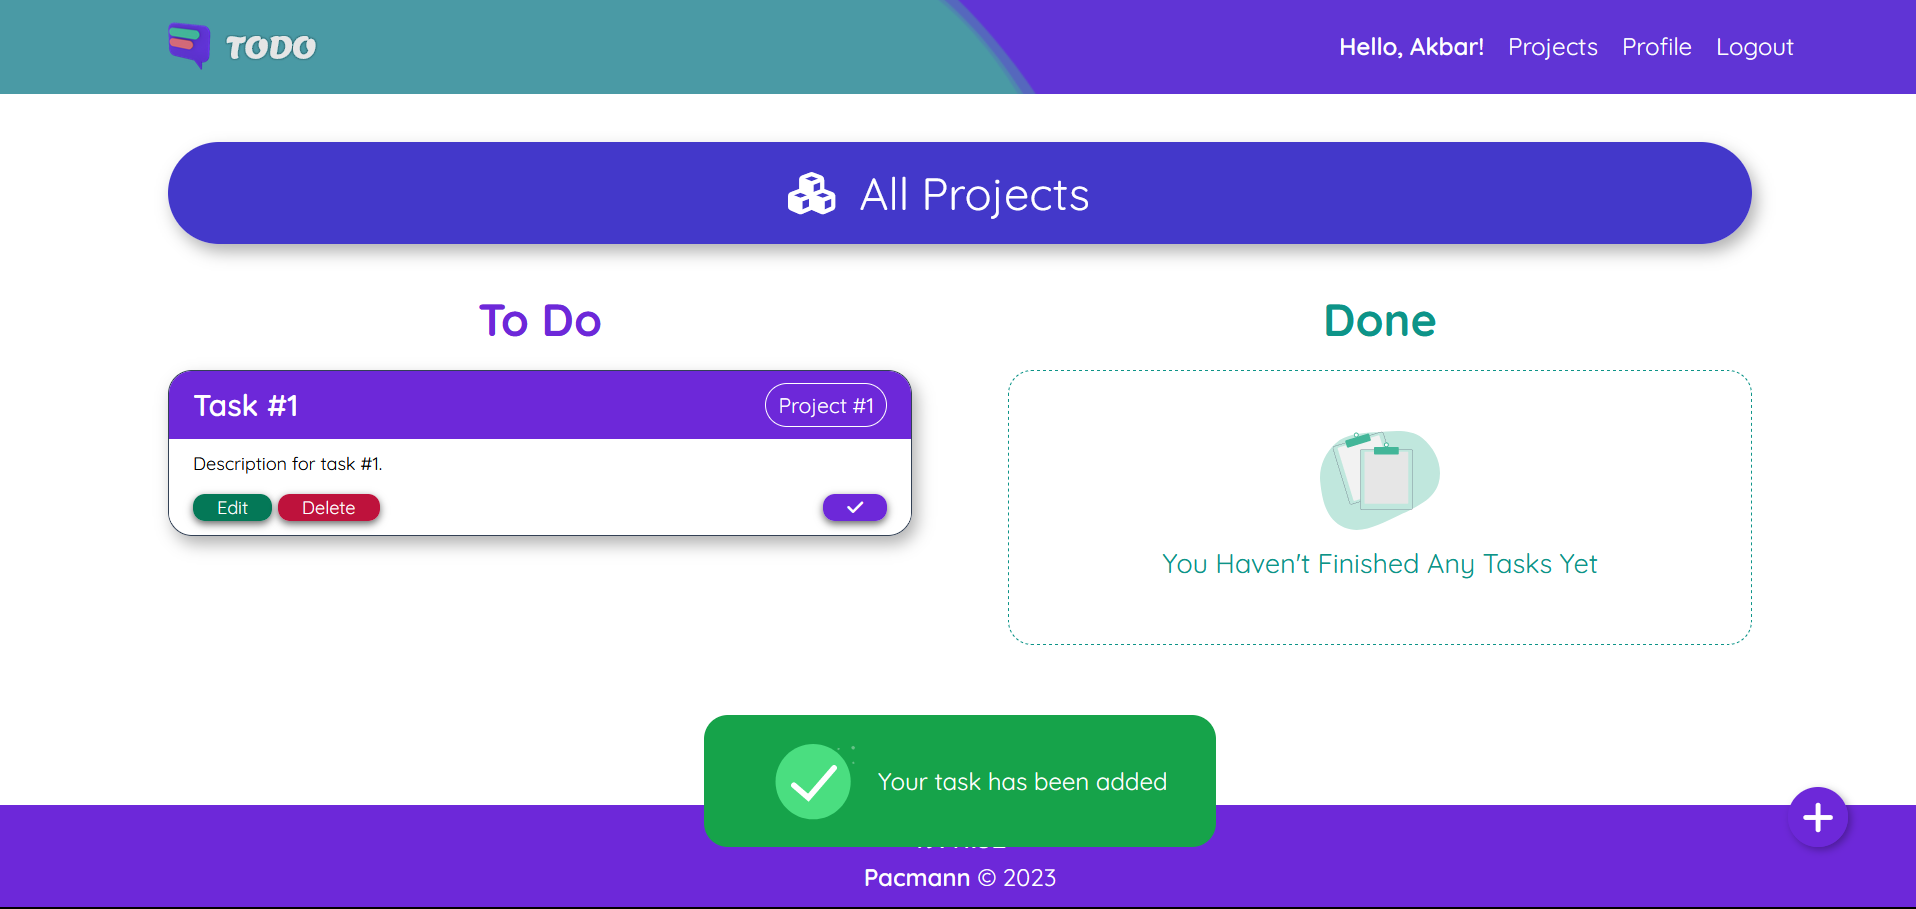 TODO
Hello, Akbar! Projects Profile Logout
All Projects
To Do
Done
Task #1
Project #1
Description for task #1.
Edit
Delete
You Haven't Finished Any Tasks Yet
Your task has been added
Pacmann © 2023